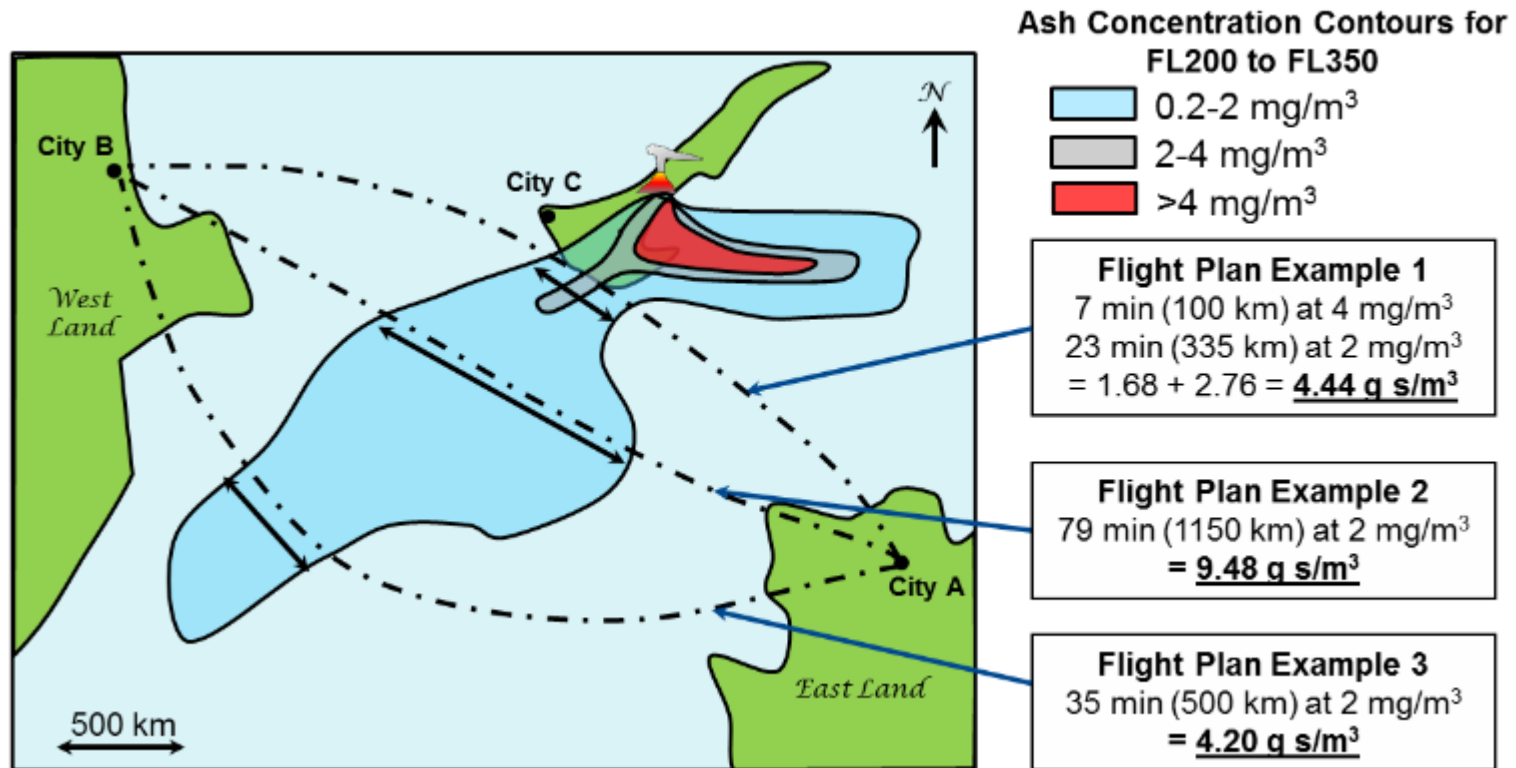 Ash Concentration Contours for
FL200 to FL350
0.2-2 mg/m³
2-4 mg/m³
>4 mg/m³
N
City B
City C
West
Land
City A
East Land
500 km
Flight Plan Example 1
7 min (100 km) at 4 mg/m³
23 min (335 km) at 2 mg/m³
= 1.68 + 2.76 = 4.44 g s/m³
Flight Plan Example 2
79 min (1150 km) at 2 mg/m³
= 9.48 g s/m³
Flight Plan Example 3
35 min (500 km) at 2 mg/m³
= 4.20 g s/m³